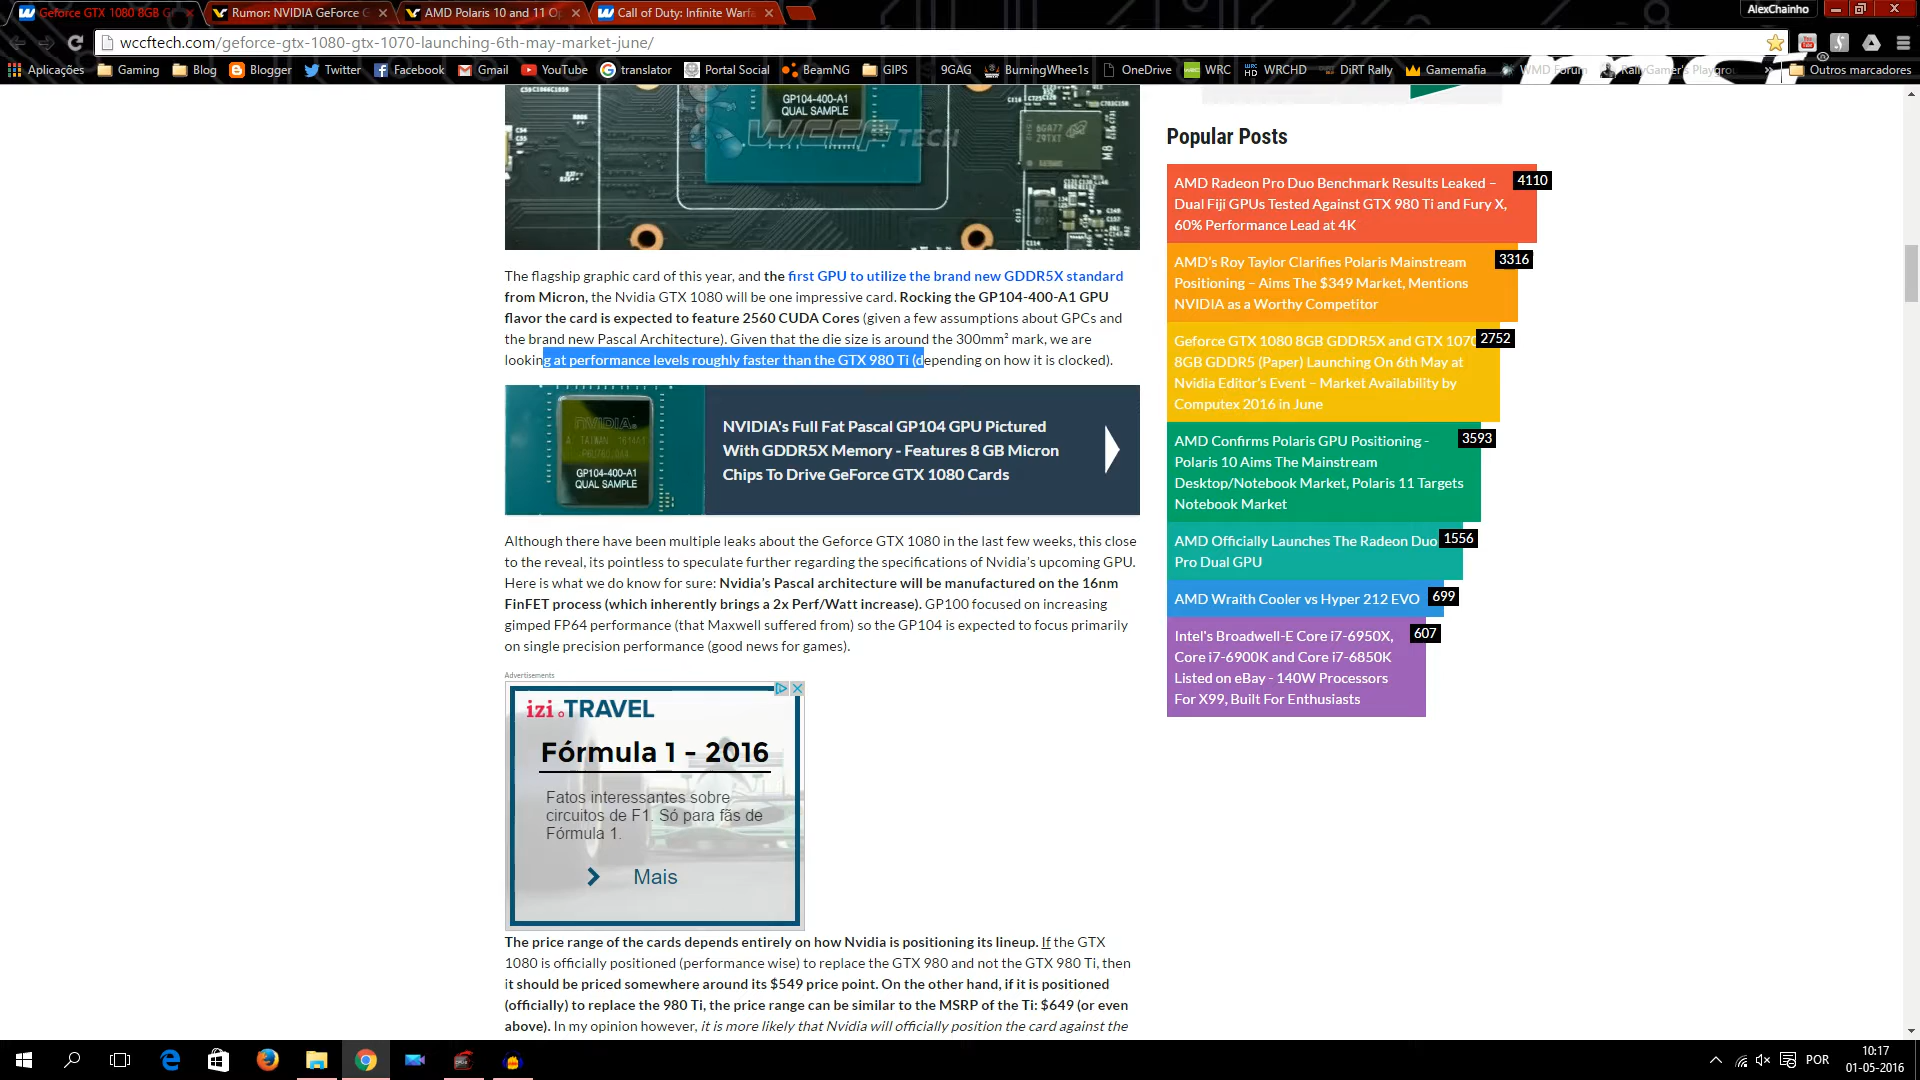 Geforce GTX 1080 8GB G
Rumor: NVIDIA GeForce G
AMD Polaris 10 and 11 O
Call of Duty: Infinite Warfa
AlexChainho
wccftech.com/geforce-gtx-1080-gtx-1070-launching-6th-may-market-june/
Aplicações Gaming Blog Blogger Twitter Facebook Gmail YouTube translator Portal Social BeamNG GIPS 9GAG BurningWhee1s OneDrive WRC WRCHD DiRT Rally Gamemafia WMD Forum RallyGamer's Playgrou » Outros marcadores
GP104-400-A1
QUAL SAMPLE
WCCF TECH
6GA77
Z9TXT
M8
The flagship graphic card of this year, and the first GPU to utilize the brand new GDDR5X standard
from Micron, the Nvidia GTX 1080 will be one impressive card. Rocking the GP104-400-A1 GPU
flavor the card is expected to feature 2560 CUDA Cores (given a few assumptions about GPCs and
the brand new Pascal Architecture). Given that the die size is around the 300mm² mark, we are
looking at performance levels roughly faster than the GTX 980 Ti (depending on how it is clocked).
NVIDIA.
GP104-400-A1
QUAL SAMPLE
NVIDIA's Full Fat Pascal GP104 GPU Pictured
With GDDR5X Memory - Features 8 GB Micron
Chips To Drive GeForce GTX 1080 Cards
Although there have been multiple leaks about the Geforce GTX 1080 in the last few weeks, this close
to the reveal, its pointless to speculate further regarding the specifications of Nvidia's upcoming GPU.
Here is what we do know for sure: Nvidia's Pascal architecture will be manufactured on the 16nm
FinFET process (which inherently brings a 2x Perf/Watt increase). GP100 focused on increasing
gimped FP64 performance (that Maxwell suffered from) so the GP104 is expected to focus primarily
on single precision performance (good news for games).
Advertisements
izi.TRAVEL
Fórmula 1 - 2016
Fatos interessantes sobre
circuitos de F1. Só para fãs de
Fórmula 1.
Mais
The price range of the cards depends entirely on how Nvidia is positioning its lineup. If the GTX
1080 is officially positioned (performance wise) to replace the GTX 980 and not the GTX 980 Ti, then
it should be priced somewhere around its $549 price point. On the other hand, if it is positioned
(officially) to replace the 980 Ti, the price range can be similar to the MSRP of the Ti: $649 (or even
above). In my opinion however, it is more likely that Nvidia will officially position the card against the
Popular Posts
AMD Radeon Pro Duo Benchmark Results Leaked –
Dual Fiji GPUs Tested Against GTX 980 Ti and Fury X,
60% Performance Lead at 4K
4110
AMD's Roy Taylor Clarifies Polaris Mainstream
Positioning – Aims The $349 Market, Mentions
NVIDIA as a Worthy Competitor
3316
Geforce GTX 1080 8GB GDDR5X and GTX 1070
8GB GDDR5 (Paper) Launching On 6th May at
Nvidia Editor's Event – Market Availability by
Computex 2016 in June
2752
AMD Confirms Polaris GPU Positioning -
Polaris 10 Aims The Mainstream
Desktop/Notebook Market, Polaris 11 Targets
Notebook Market
3593
AMD Officially Launches The Radeon Duo
Pro Dual GPU
1556
AMD Wraith Cooler vs Hyper 212 EVO
699
Intel's Broadwell-E Core i7-6950X,
Core i7-6900K and Core i7-6850K
Listed on eBay - 140W Processors
For X99, Built For Enthusiasts
607
POR
10:17
01-05-2016